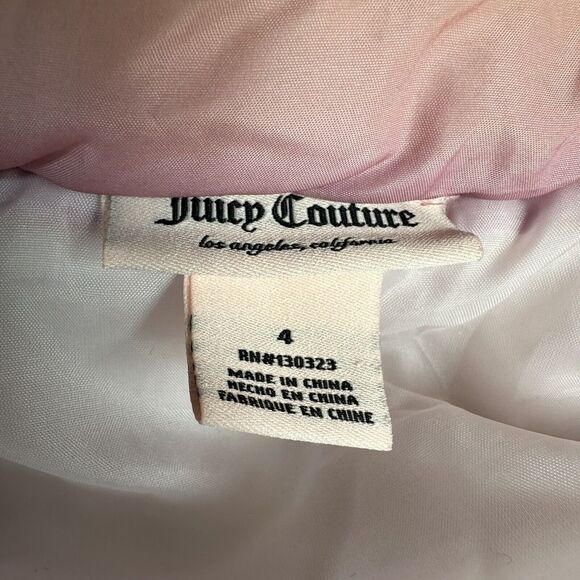 Juicy Couture
los angeles, california
4
RN#130323
MADE IN CHINA
HECHO EN CHINA
FABRIQUE EN CHINE